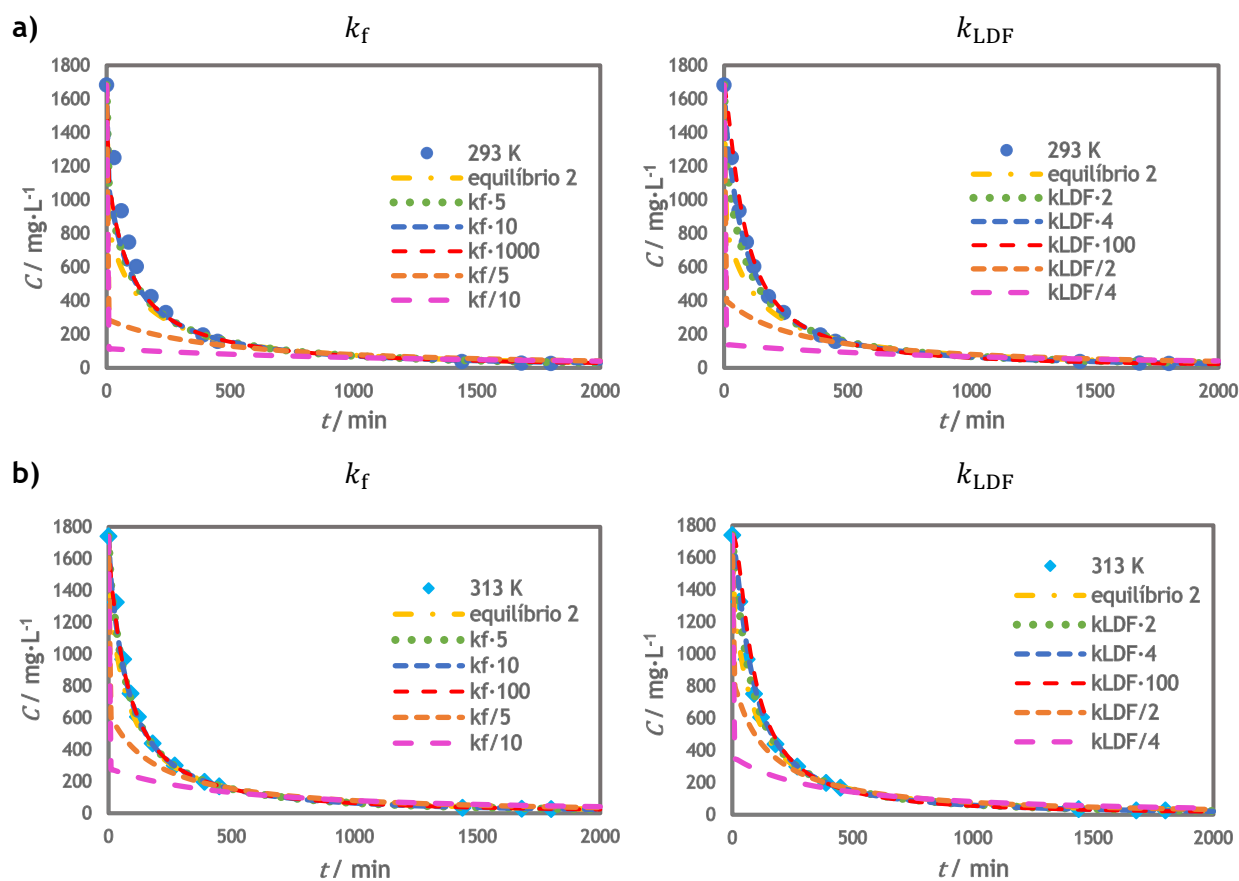 a)
k_f
k_LDF
C / mg·L⁻¹
1800
1600
1400
1200
1000
800
600
400
200
0
293 K
equilíbrio 2
kf·5
kf·10
kf·1000
kf/5
kf/10
0
500
1000
1500
2000
t / min
C / mg·L⁻¹
1800
1600
1400
1200
1000
800
600
400
200
0
293 K
equilíbrio 2
kLDF·2
kLDF·4
kLDF·100
kLDF/2
kLDF/4
0
500
1000
1500
2000
t / min
b)
k_f
k_LDF
C / mg·L⁻¹
1800
1600
1400
1200
1000
800
600
400
200
0
313 K
equilíbrio 2
kf·5
kf·10
kf·100
kf/5
kf/10
0
500
1000
1500
2000
t / min
C / mg·L⁻¹
1800
1600
1400
1200
1000
800
600
400
200
0
313 K
equilíbrio 2
kLDF·2
kLDF·4
kLDF·100
kLDF/2
kLDF/4
0
500
1000
1500
2000
t / min